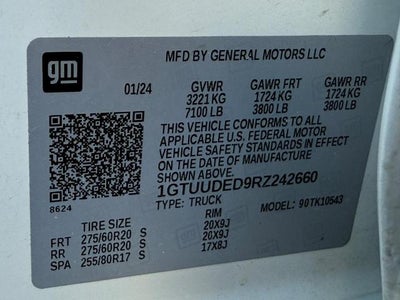 gm
MFD BY GENERAL MOTORS LLC
01/24 GVWR GAWR FRT GAWR RR
3221 KG 1724 KG 1724 KG
7100 LB 3800 LB 3800 LB
THIS VEHICLE CONFORMS TO ALL
APPLICABLE U.S. FEDERAL MOTOR
VEHICLE SAFETY STANDARDS IN EFFECT
ON THE DATE OF MANUFACTURE
SHOWN ABOVE.
1GTUUDED9RZ242660
8624
TYPE: TRUCK MODEL: 90TK10543
TIRE SIZE RIM
FRT 275/60R20 S 20X9J
RR 275/60R20 S 20X9J
SPA 255/80R17 S 17X8J